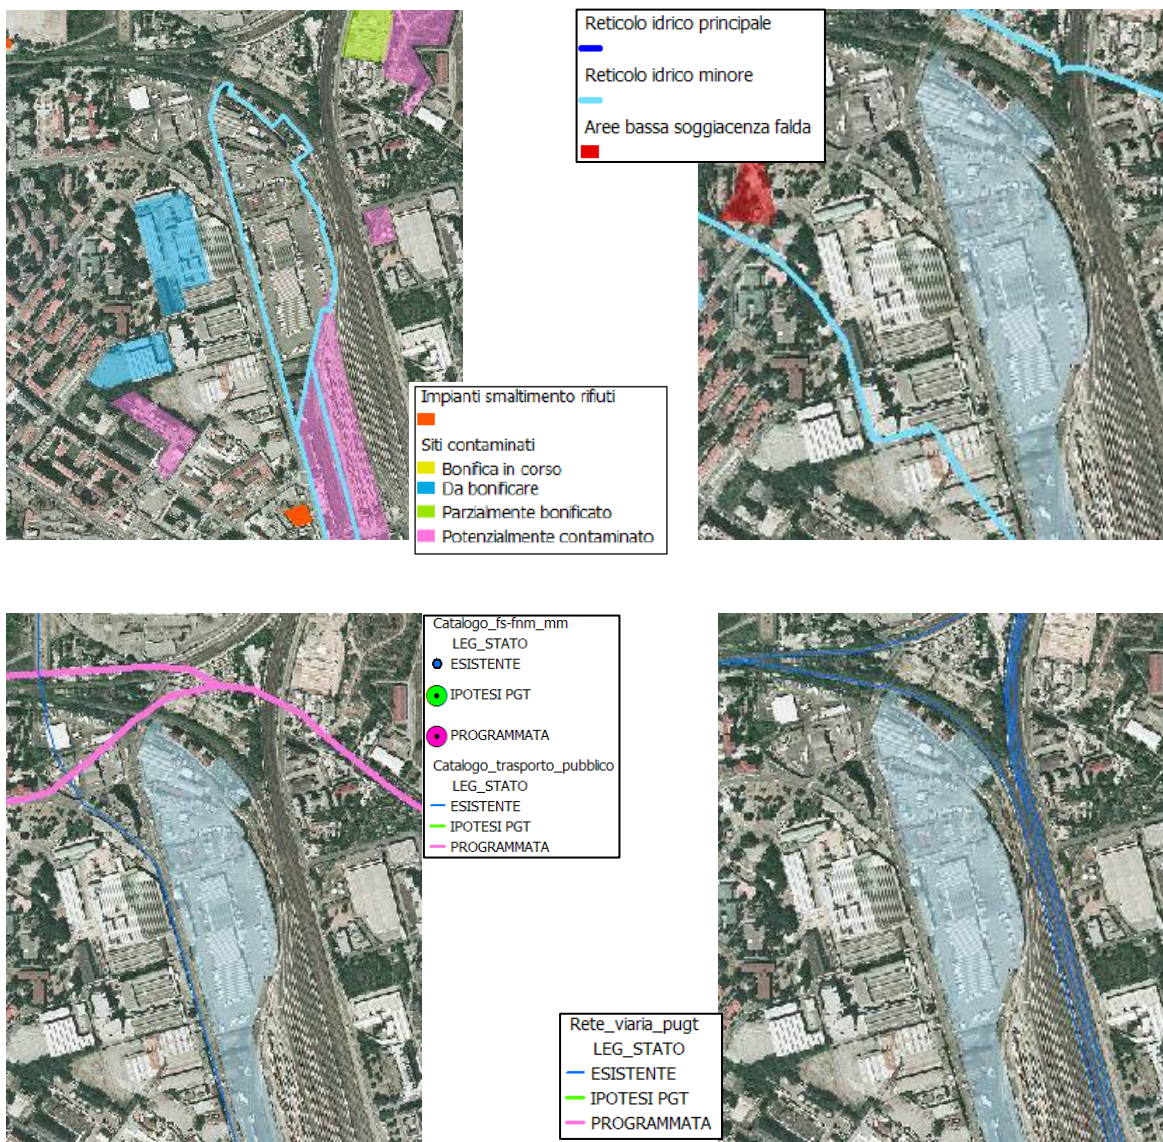 Reticolo idrico principale
Reticolo idrico minore
Aree bassa soggiacenza falda
Impianti smaltimento rifiuti
Siti contaminati
Bonifica in corso
Da bonificare
Parzialmente bonificato
Potenzialmente contaminato
Catalogo_fs-fnm_mm
LEG_STATO
ESISTENTE
IPOTESI PGT
PROGRAMMATA
Catalogo_trasporto_pubblico
LEG_STATO
ESISTENTE
IPOTESI PGT
PROGRAMMATA
Rete_viaria_pugt
LEG_STATO
ESISTENTE
IPOTESI PGT
PROGRAMMATA